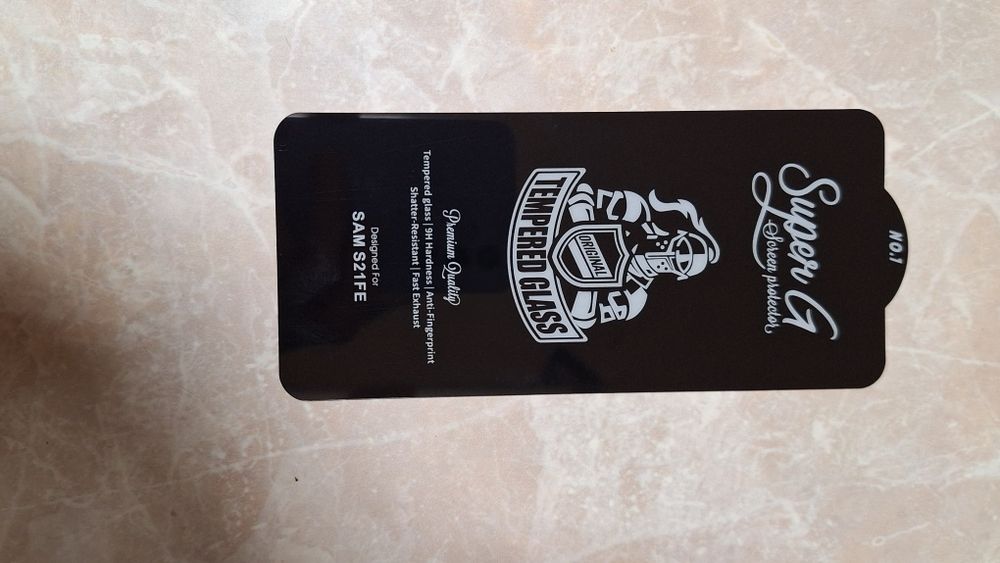 NO.1
Super G
Screen protector
ORIGINAL
TEMPERED GLASS
Premium Quality
Tempered glass | 9H Hardness | Anti-Fingerprint
Shatter-Resistant | Fast Exhaust
Designed For
SAM S21FE